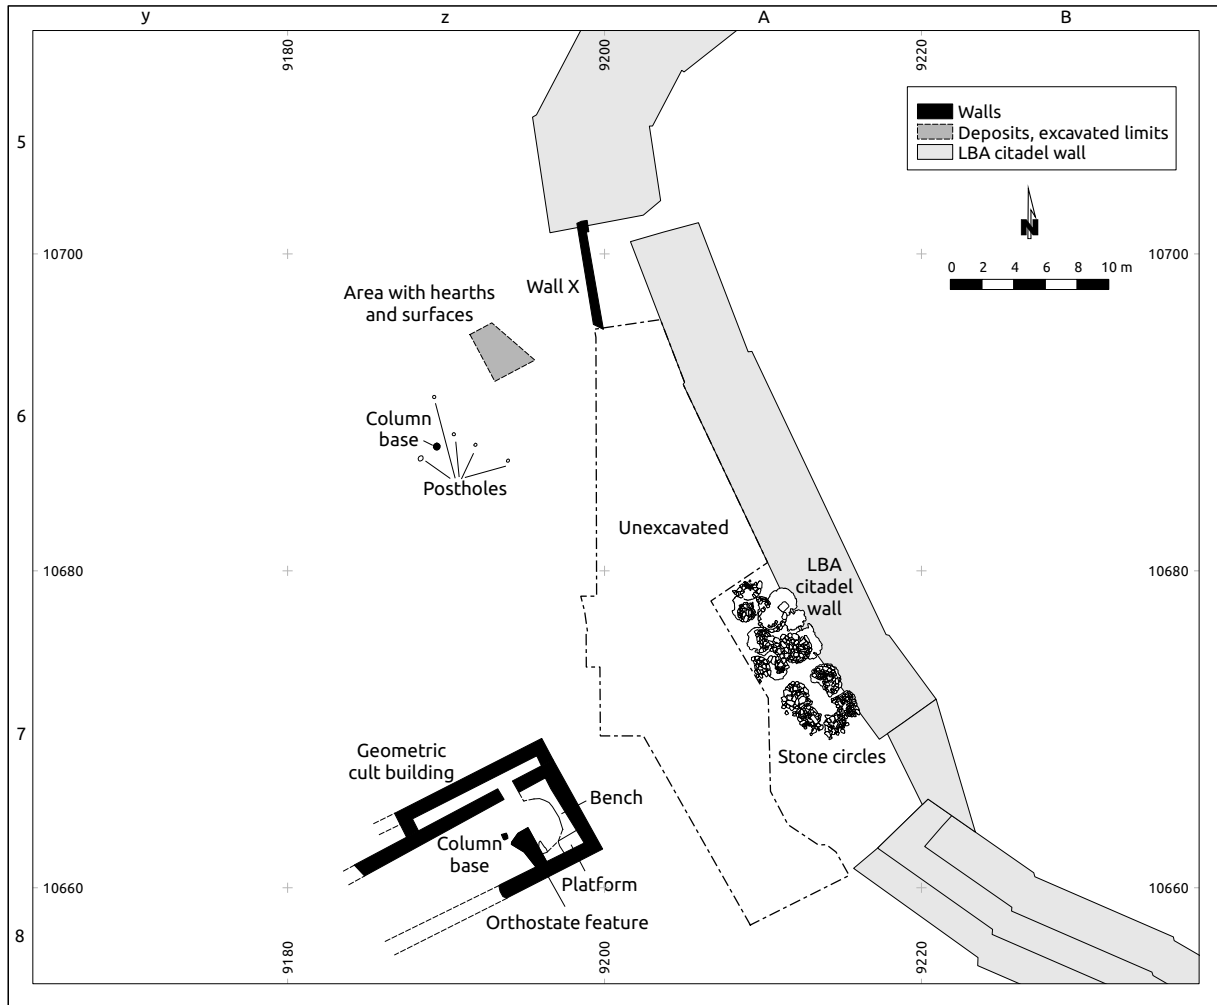 y
z
A
B
9180
9200
9220
5
Walls
Deposits, excavated limits
LBA citadel wall
N
10700
10700
0 2 4 6 8 10 m
Wall X
Area with hearths
and surfaces
6
Column
base
Postholes
Unexcavated
10680
10680
LBA
citadel
wall
7
Geometric
cult building
Stone circles
Bench
Column
base
Platform
10660
10660
Orthostate feature
8
9180
9200
9220